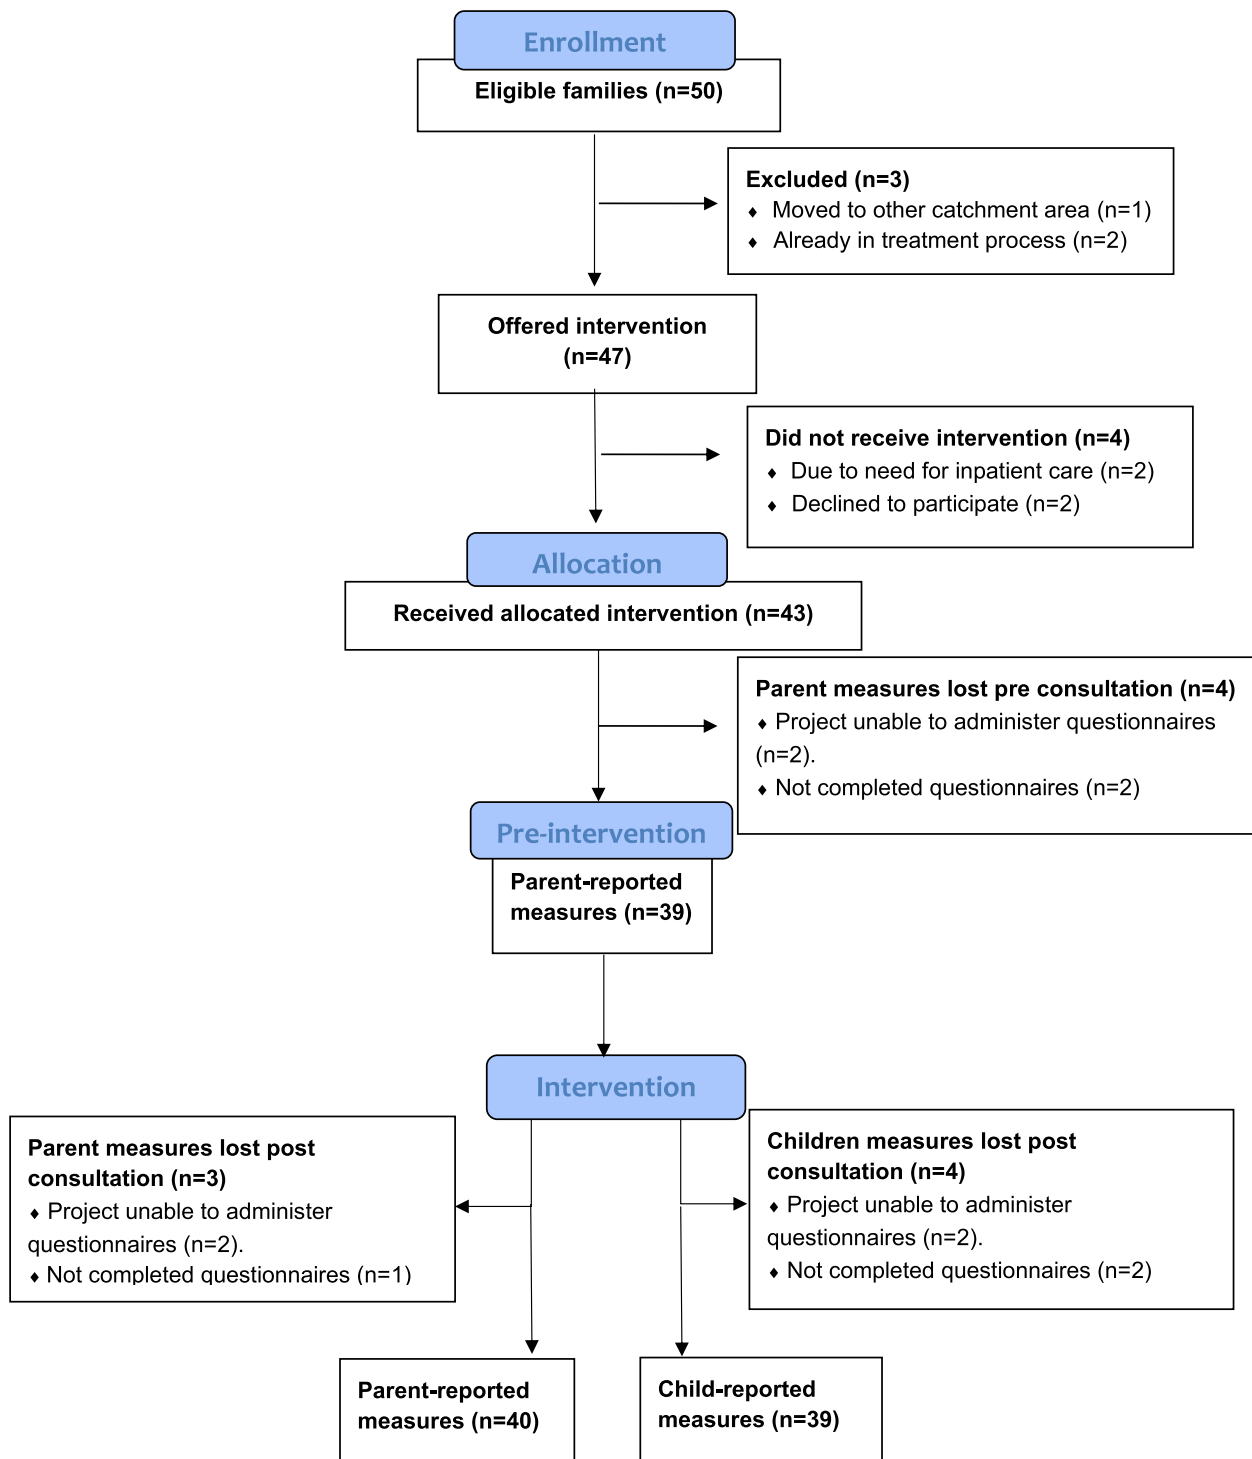 Enrollment
Eligible families (n=50)
Excluded (n=3)
♦ Moved to other catchment area (n=1)
♦ Already in treatment process (n=2)
Offered intervention
(n=47)
Did not receive intervention (n=4)
♦ Due to need for inpatient care (n=2)
♦ Declined to participate (n=2)
Allocation
Received allocated intervention (n=43)
Parent measures lost pre consultation (n=4)
♦ Project unable to administer questionnaires
(n=2).
♦ Not completed questionnaires (n=2)
Pre-intervention
Parent-reported
measures (n=39)
Intervention
Parent measures lost post
consultation (n=3)
♦ Project unable to administer
questionnaires (n=2).
♦ Not completed questionnaires (n=1)
Children measures lost post
consultation (n=4)
♦ Project unable to administer
questionnaires (n=2).
♦ Not completed questionnaires (n=2)
Parent-reported
measures (n=40)
Child-reported
measures (n=39)